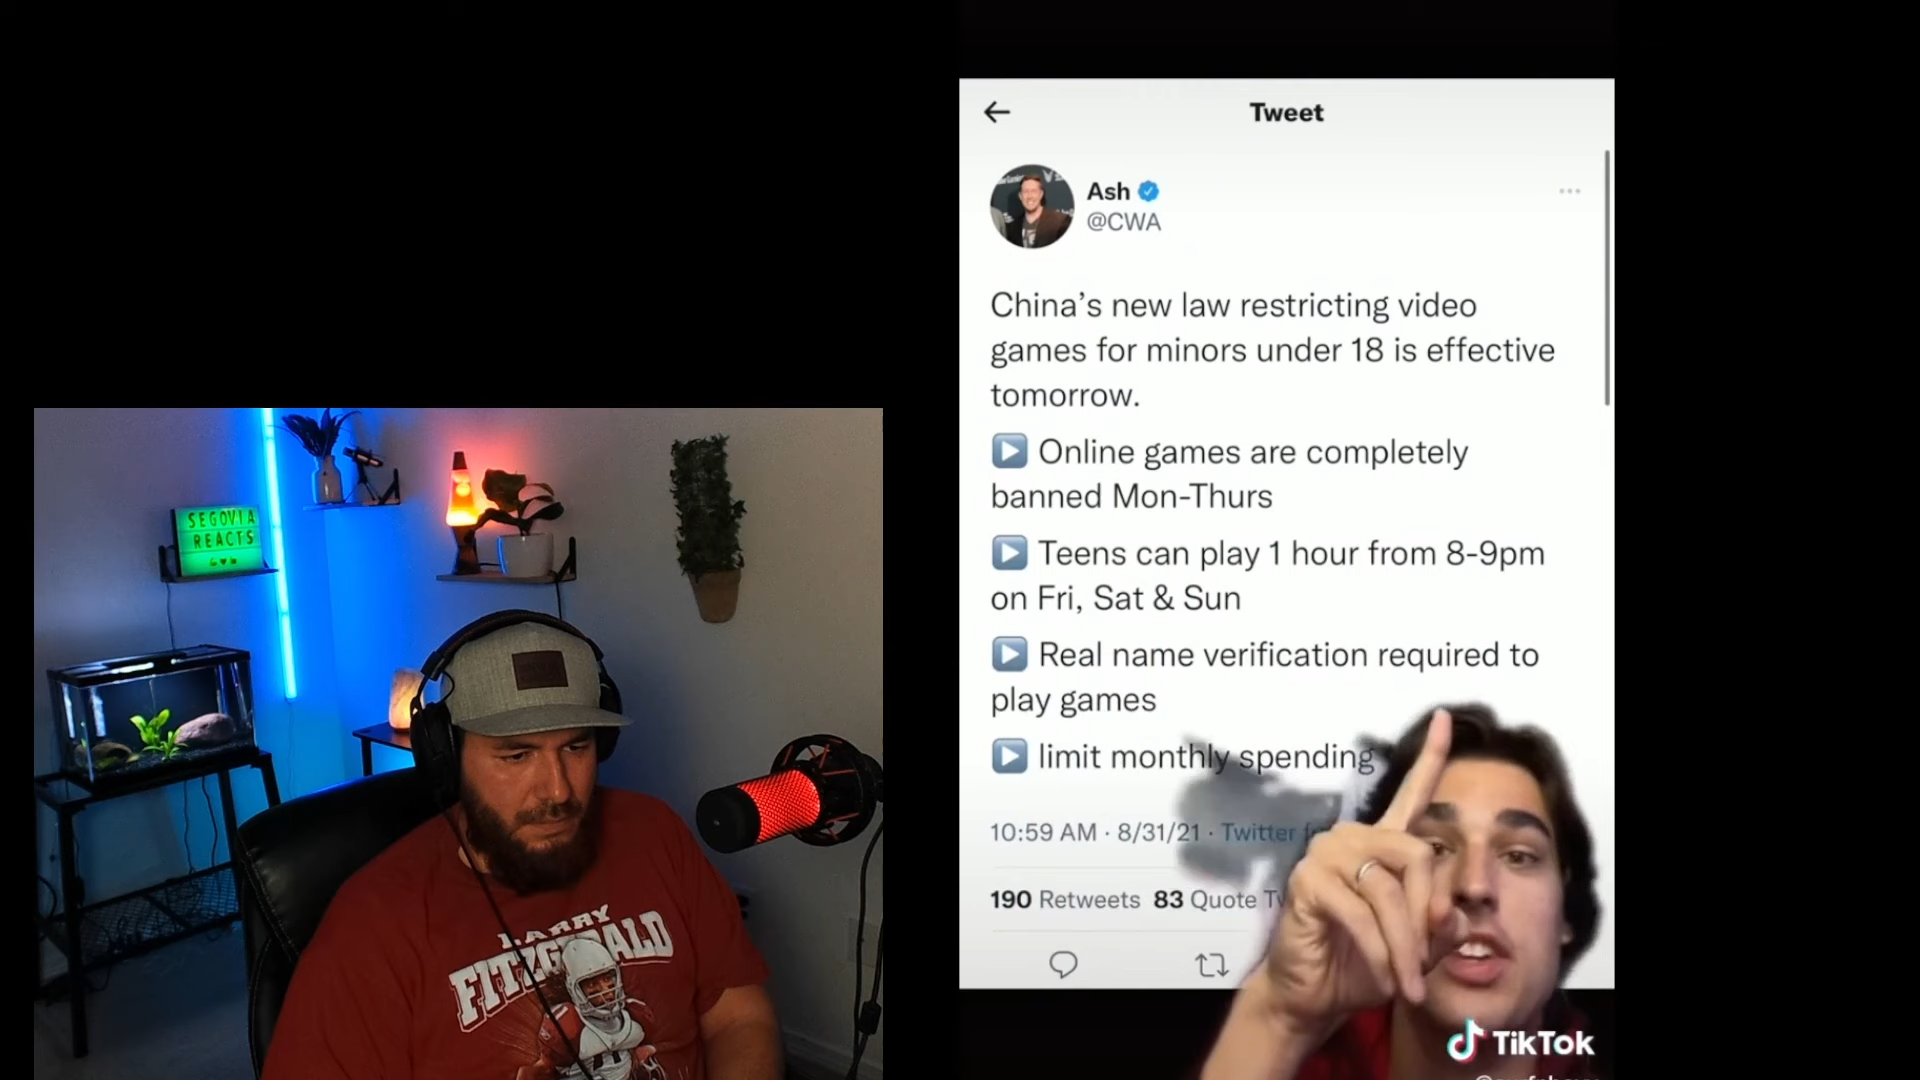 Tweet
Ash
@CWA
China’s new law restricting video
games for minors under 18 is effective
tomorrow.
Online games are completely
banned Mon-Thurs
Teens can play 1 hour from 8-9pm
on Fri, Sat & Sun
Real name verification required to
play games
limit monthly spending
10:59 AM · 8/31/21 · Twitter
190 Retweets 83 Quote Tw
TikTok
SEGOVIA
REACTS
LARRY
FITZGERALD